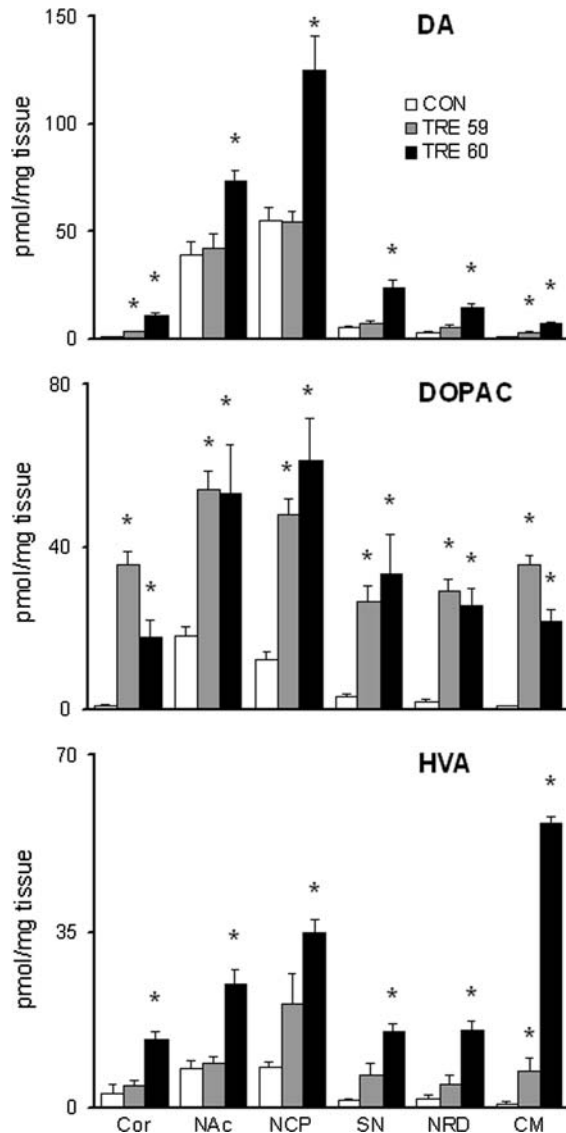 150
DA
*
CON
TRE 59
TRE 60
100
*
pmol/mg tissue
50
* * * * * *
0
80
DOPAC
* * * * * * * * * * * *
pmol/mg tissue
40
0
70
HVA
*
pmol/mg tissue
35
* * * * * *
0
Cor NAc NCP SN NRD CM